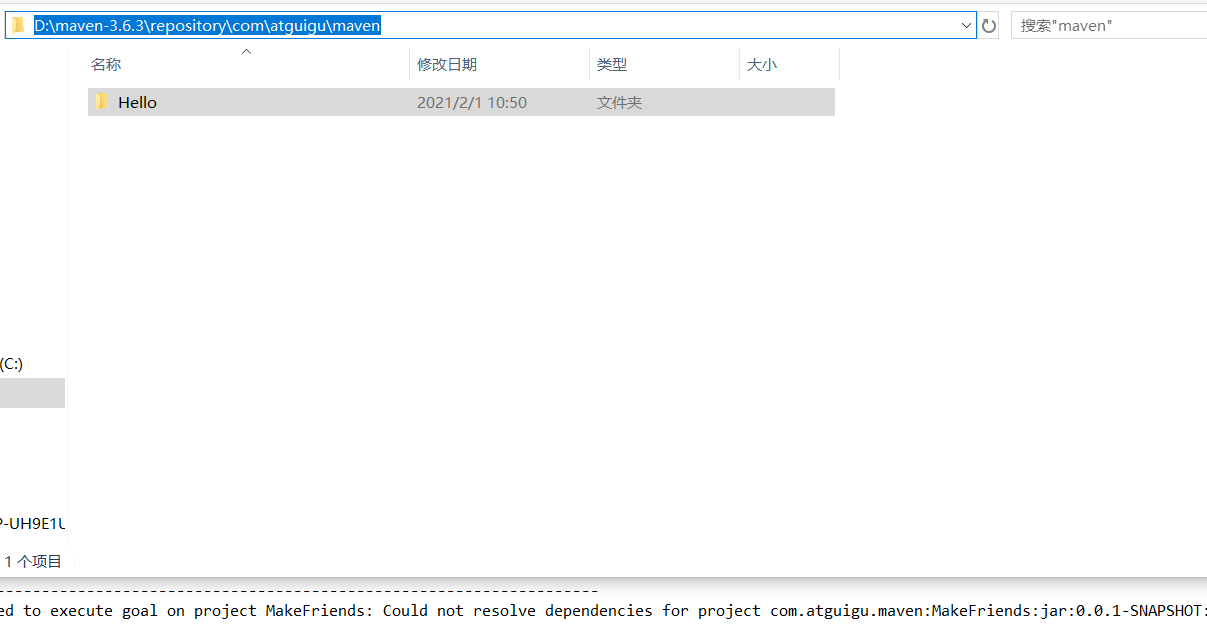 D:\maven-3.6.3\repository\com\atguigu\maven
搜索"maven"
名称 修改日期 类型 大小
Hello 2021/2/1 10:50 文件夹
(C:)
P-UH9E1U
1 个项目
------------------------------------------------------------------------
ed to execute goal on project MakeFriends: Could not resolve dependencies for project com.atguigu.maven:MakeFriends:jar:0.0.1-SNAPSHOT: